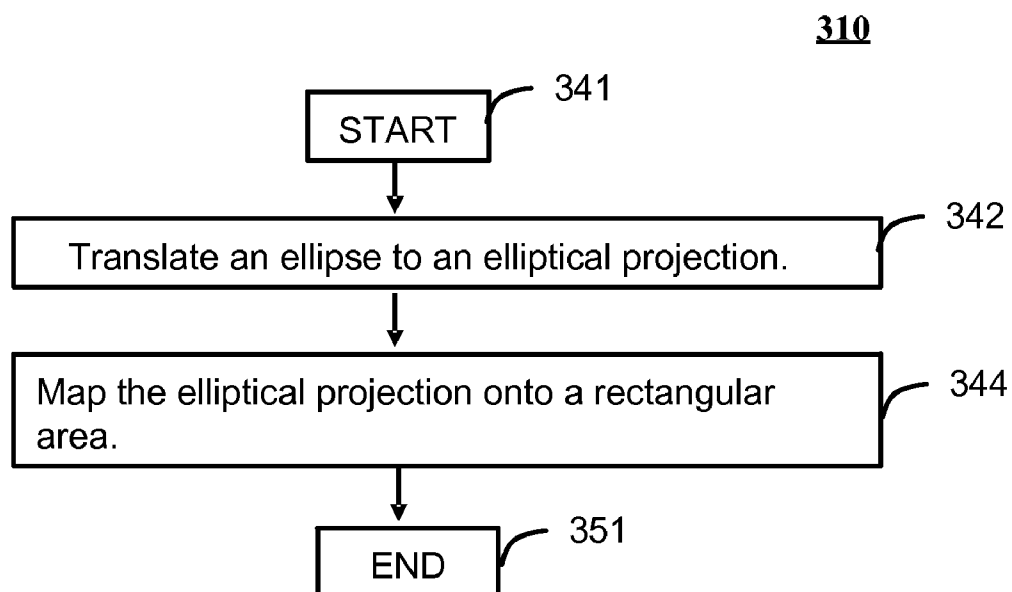 310
341
START
342
Translate an ellipse to an elliptical projection.
344
Map the elliptical projection onto a rectangular
area.
351
END